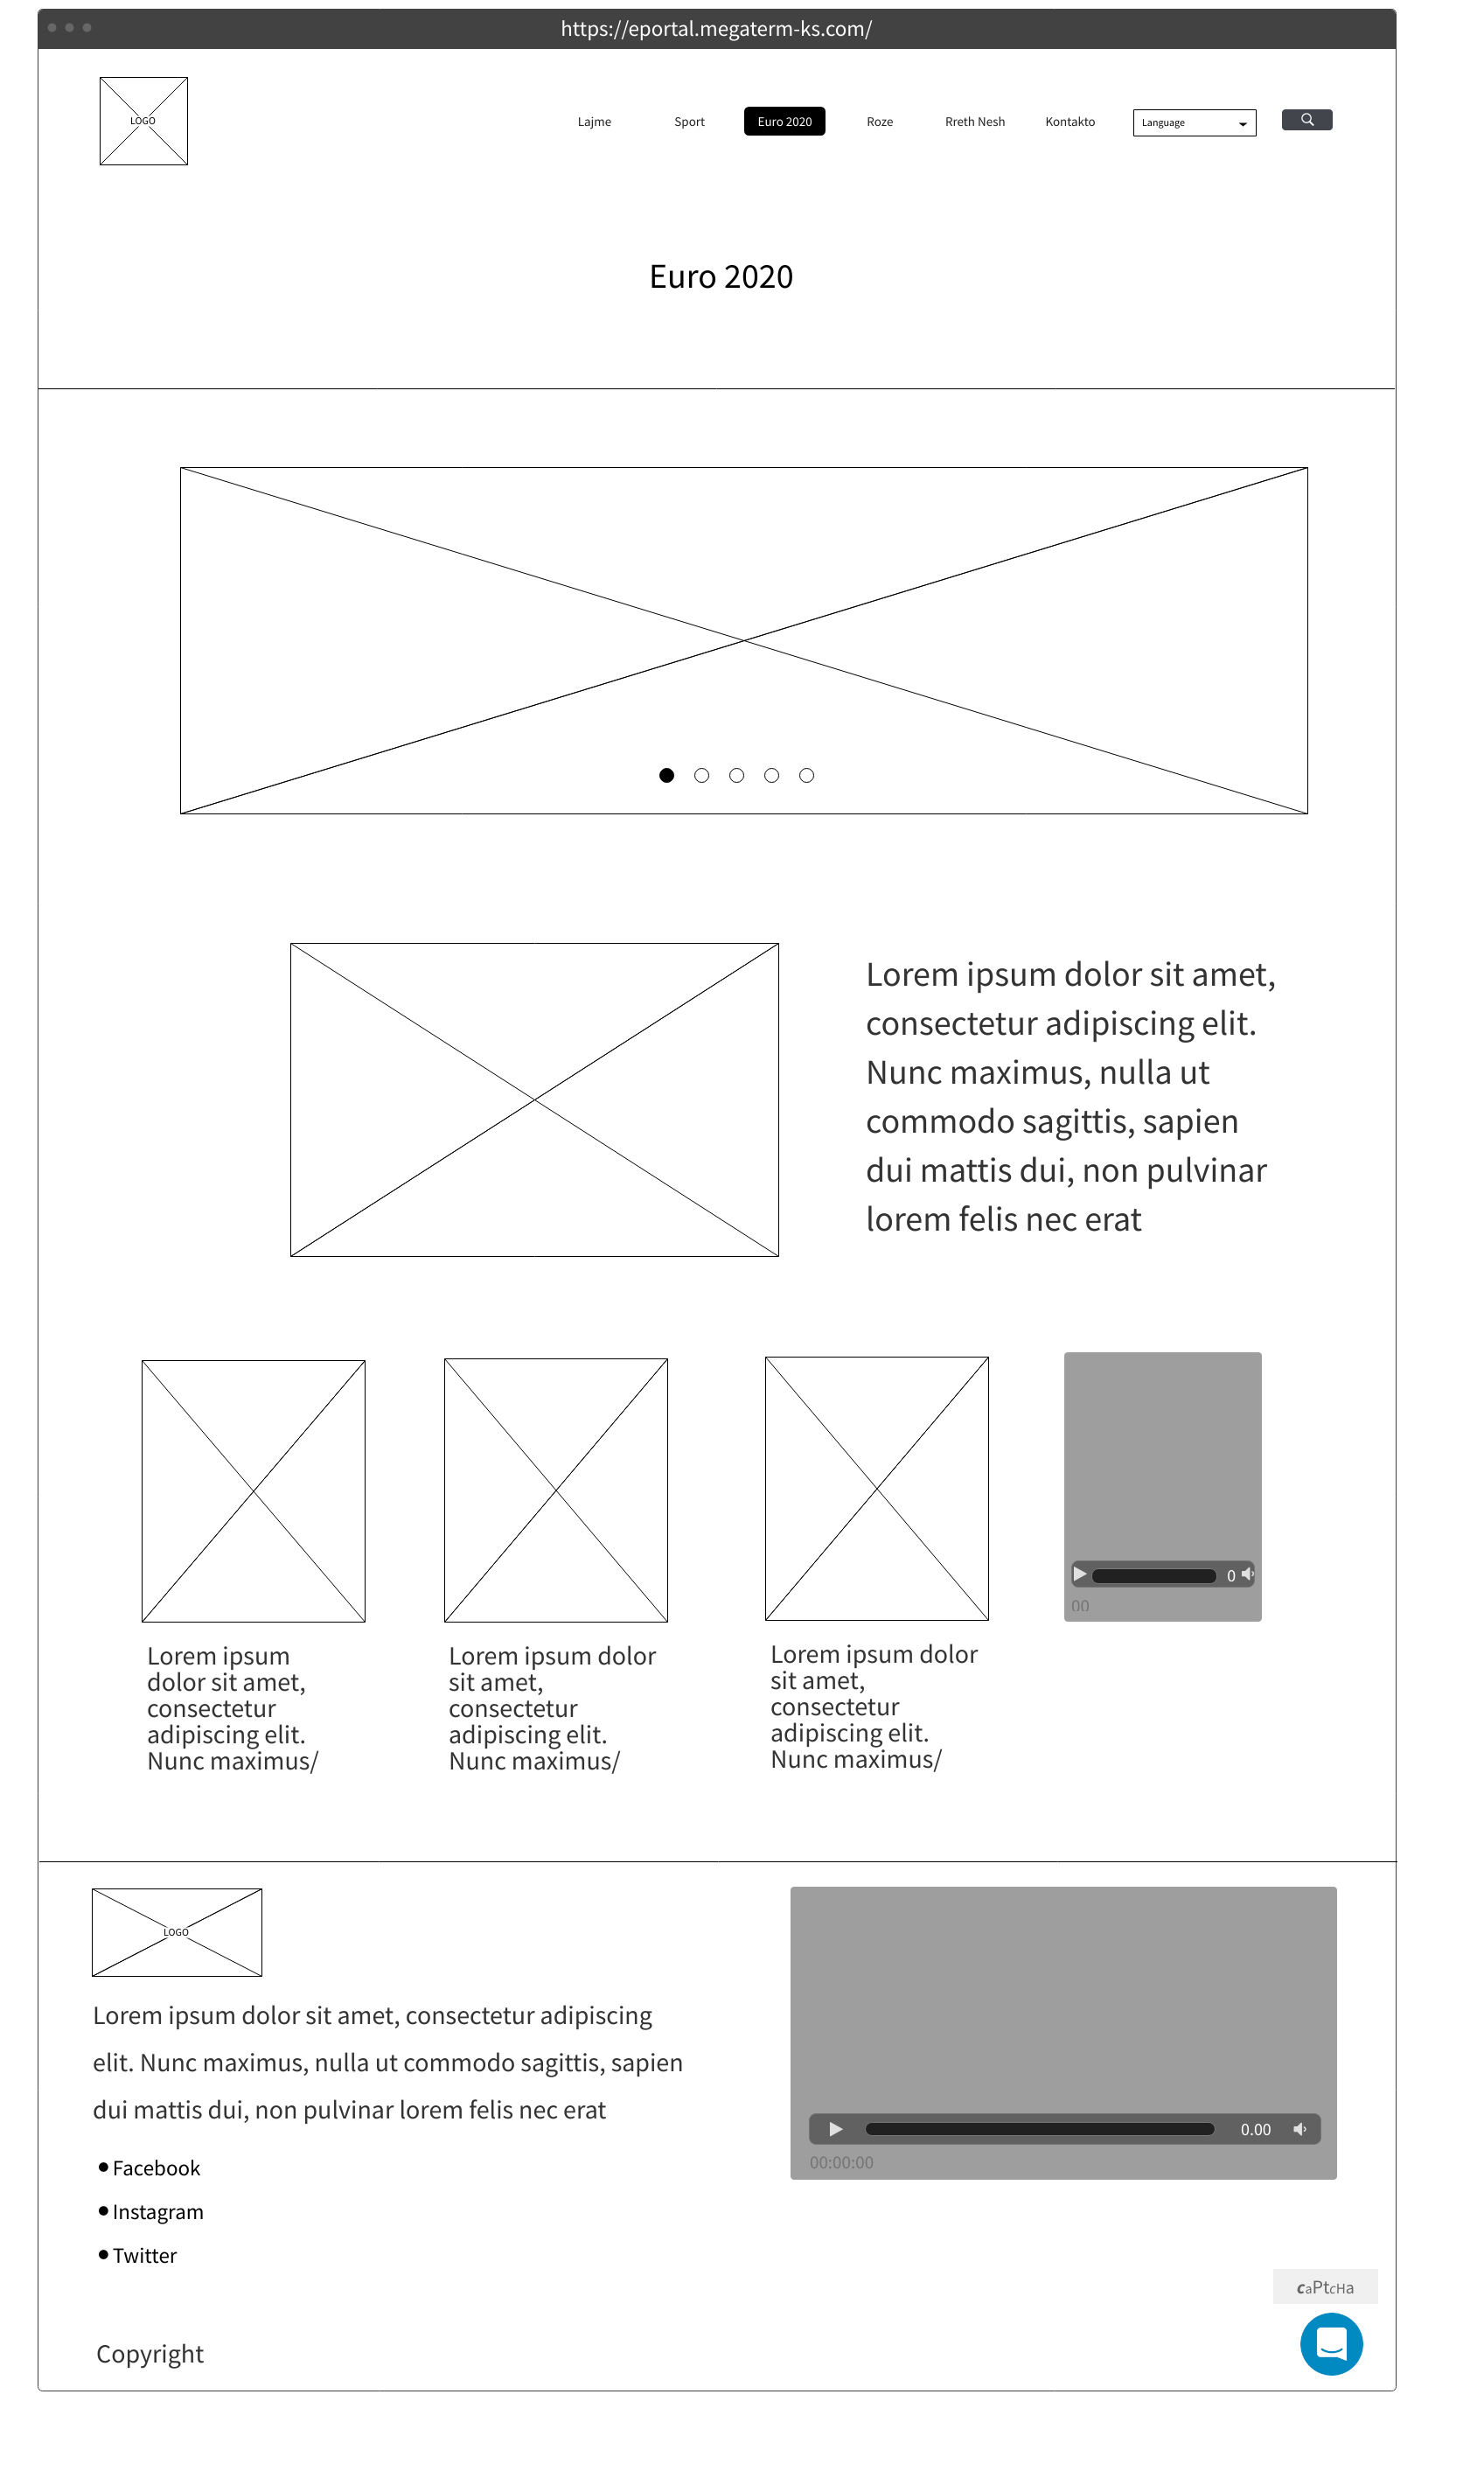 https://eportal.megaterm-ks.com/
LOGO
Lajme
Sport
Euro 2020
Roze
Rreth Nesh
Kontakto
Language
Euro 2020
Lorem ipsum dolor sit amet,
consectetur adipiscing elit.
Nunc maximus, nulla ut
commodo sagittis, sapien
dui mattis dui, non pulvinar
lorem felis nec erat
0
00
Lorem ipsum
dolor sit amet,
consectetur
adipiscing elit.
Nunc maximus/
Lorem ipsum dolor
sit amet,
consectetur
adipiscing elit.
Nunc maximus/
Lorem ipsum dolor
sit amet,
consectetur
adipiscing elit.
Nunc maximus/
LOGO
Lorem ipsum dolor sit amet, consectetur adipiscing
elit. Nunc maximus, nulla ut commodo sagittis, sapien
dui mattis dui, non pulvinar lorem felis nec erat
Facebook
Instagram
Twitter
0.00
00:00:00
caPtcHa
Copyright